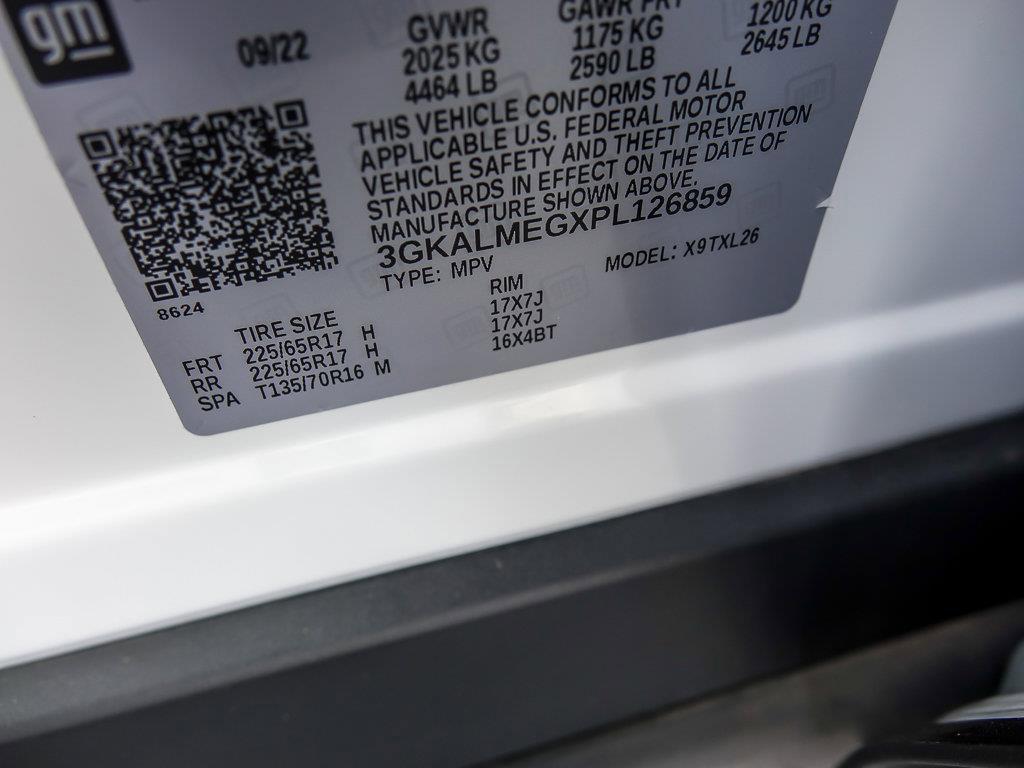 gm
09/22
GVWR
2025 KG
4464 LB
GAWR FRT
1175 KG
2590 LB
1200 KG
2645 LB
THIS VEHICLE CONFORMS TO ALL
APPLICABLE U.S. FEDERAL MOTOR
VEHICLE SAFETY AND THEFT PREVENTION
STANDARDS IN EFFECT ON THE DATE OF
MANUFACTURE SHOWN ABOVE.
3GKALMEGXPL126859
TYPE: MPV
MODEL: X9TXL26
8624
TIRE SIZE RIM
FRT 225/65R17 H 17X7J
RR 225/65R17 H 17X7J
SPA T135/70R16 M 16X4BT